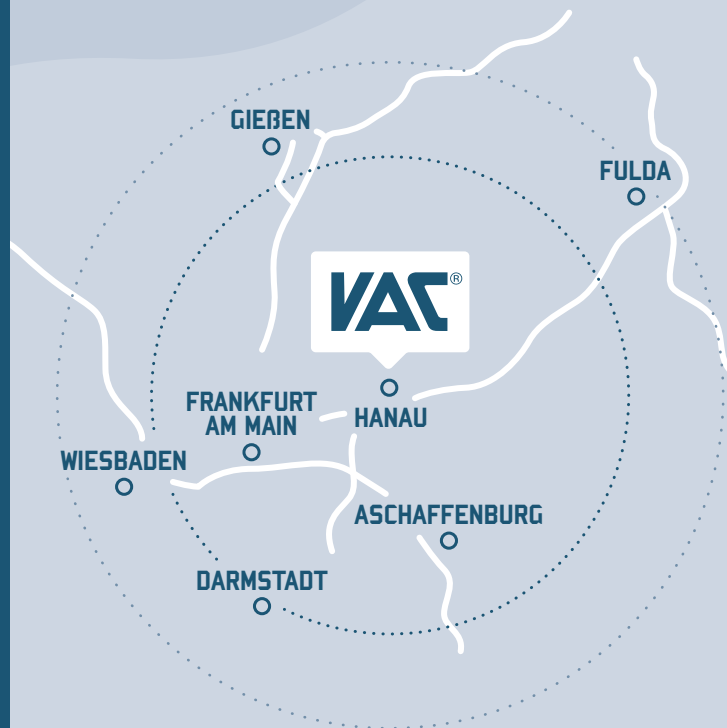 GIEßEN
FULDA
VAC®
FRANKFURT
AM MAIN
HANAU
WIESBADEN
ASCHAFFENBURG
DARMSTADT